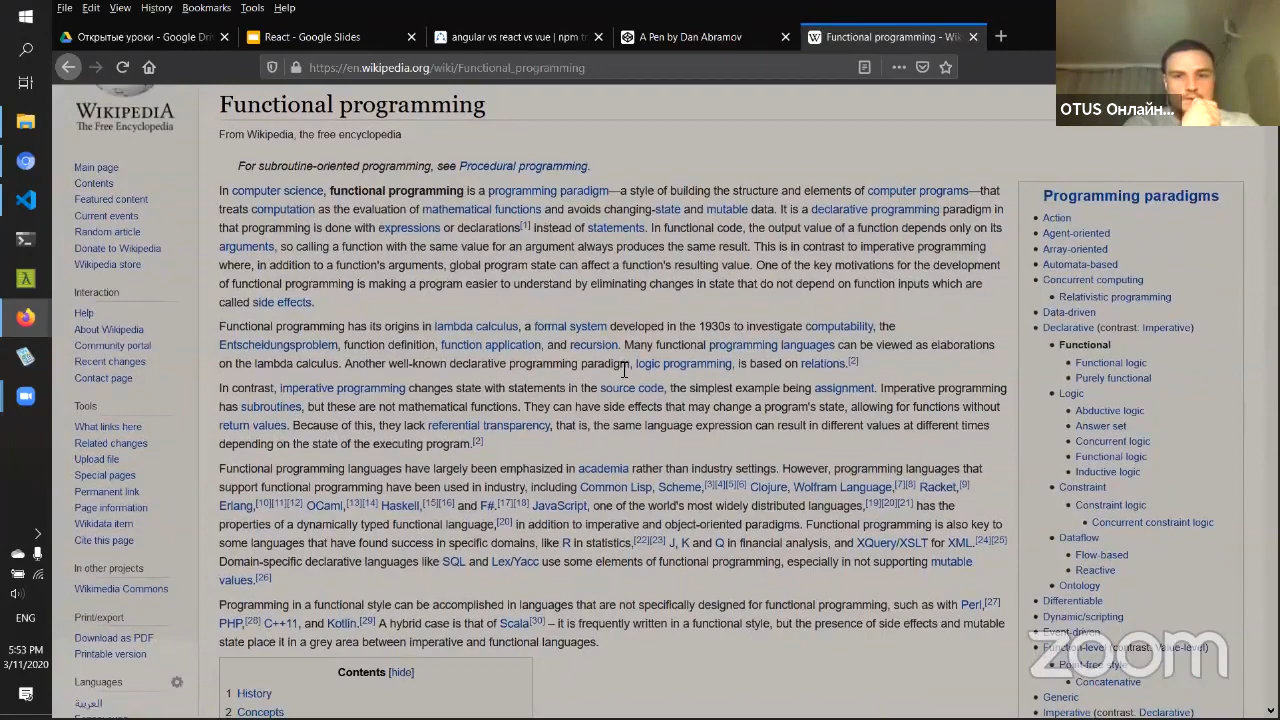 File Edit View History Bookmarks Tools Help
Открытые уроки - Google Driv
React - Google Slides
angular vs react vs vue | npm tr
A Pen by Dan Abramov
Functional programming - Wiki
https://en.wikipedia.org/wiki/Functional_programming
OTUS Онлайн...
WIKIPEDIA
The Free Encyclopedia
Main page
Contents
Featured content
Current events
Random article
Donate to Wikipedia
Wikipedia store
Interaction
Help
About Wikipedia
Community portal
Recent changes
Contact page
Tools
What links here
Related changes
Upload file
Special pages
Permanent link
Page information
Wikidata item
Cite this page
In other projects
Wikimedia Commons
Print/export
Download as PDF
Printable version
Languages
العربية
Functional programming
From Wikipedia, the free encyclopedia
For subroutine-oriented programming, see Procedural programming.
In computer science, functional programming is a programming paradigm—a style of building the structure and elements of computer programs—that
treats computation as the evaluation of mathematical functions and avoids changing-state and mutable data. It is a declarative programming paradigm in
that programming is done with expressions or declarations[1] instead of statements. In functional code, the output value of a function depends only on its
arguments, so calling a function with the same value for an argument always produces the same result. This is in contrast to imperative programming
where, in addition to a function's arguments, global program state can affect a function's resulting value. One of the key motivations for the development
of functional programming is making a program easier to understand by eliminating changes in state that do not depend on function inputs which are
called side effects.
Functional programming has its origins in lambda calculus, a formal system developed in the 1930s to investigate computability, the
Entscheidungsproblem, function definition, function application, and recursion. Many functional programming languages can be viewed as elaborations
on the lambda calculus. Another well-known declarative programming paradigm, logic programming, is based on relations.[2]
In contrast, imperative programming changes state with statements in the source code, the simplest example being assignment. Imperative programming
has subroutines, but these are not mathematical functions. They can have side effects that may change a program's state, allowing for functions without
return values. Because of this, they lack referential transparency, that is, the same language expression can result in different values at different times
depending on the state of the executing program.[2]
Functional programming languages have largely been emphasized in academia rather than industry settings. However, programming languages that
support functional programming have been used in industry, including Common Lisp, Scheme,[3][4][5][6] Clojure, Wolfram Language,[7][8] Racket,[9]
Erlang,[10][11][12] OCaml,[13][14] Haskell,[15][16] and F#.[17][18] JavaScript, one of the world's most widely distributed languages,[19][20][21] has the
properties of a dynamically typed functional language,[20] in addition to imperative and object-oriented paradigms. Functional programming is also key to
some languages that have found success in specific domains, like R in statistics,[22][23] J, K and Q in financial analysis, and XQuery/XSLT for XML.[24][25]
Domain-specific declarative languages like SQL and Lex/Yacc use some elements of functional programming, especially in not supporting mutable
values.[26]
Programming in a functional style can be accomplished in languages that are not specifically designed for functional programming, such as with Perl,[27]
PHP,[28] C++11, and Kotlin.[29] A hybrid case is that of Scala[30] – it is frequently written in a functional style, but the presence of side effects and mutable
state place it in a grey area between imperative and functional languages.
Contents [hide]
1 History
2 Concepts
Programming paradigms
Action
Agent-oriented
Array-oriented
Automata-based
Concurrent computing
Relativistic programming
Data-driven
Declarative (contrast: Imperative)
Functional
Functional logic
Purely functional
Logic
Abductive logic
Answer set
Concurrent logic
Functional logic
Inductive logic
Constraint
Constraint logic
Concurrent constraint logic
Dataflow
Flow-based
Reactive
Ontology
Differentiable
Dynamic/scripting
Event-driven
Function-level (contrast: Value-level)
Point-free style
Concatenative
Generic
Imperative (contrast: Declarative)
zoom
ENG
5:53 PM
3/11/2020